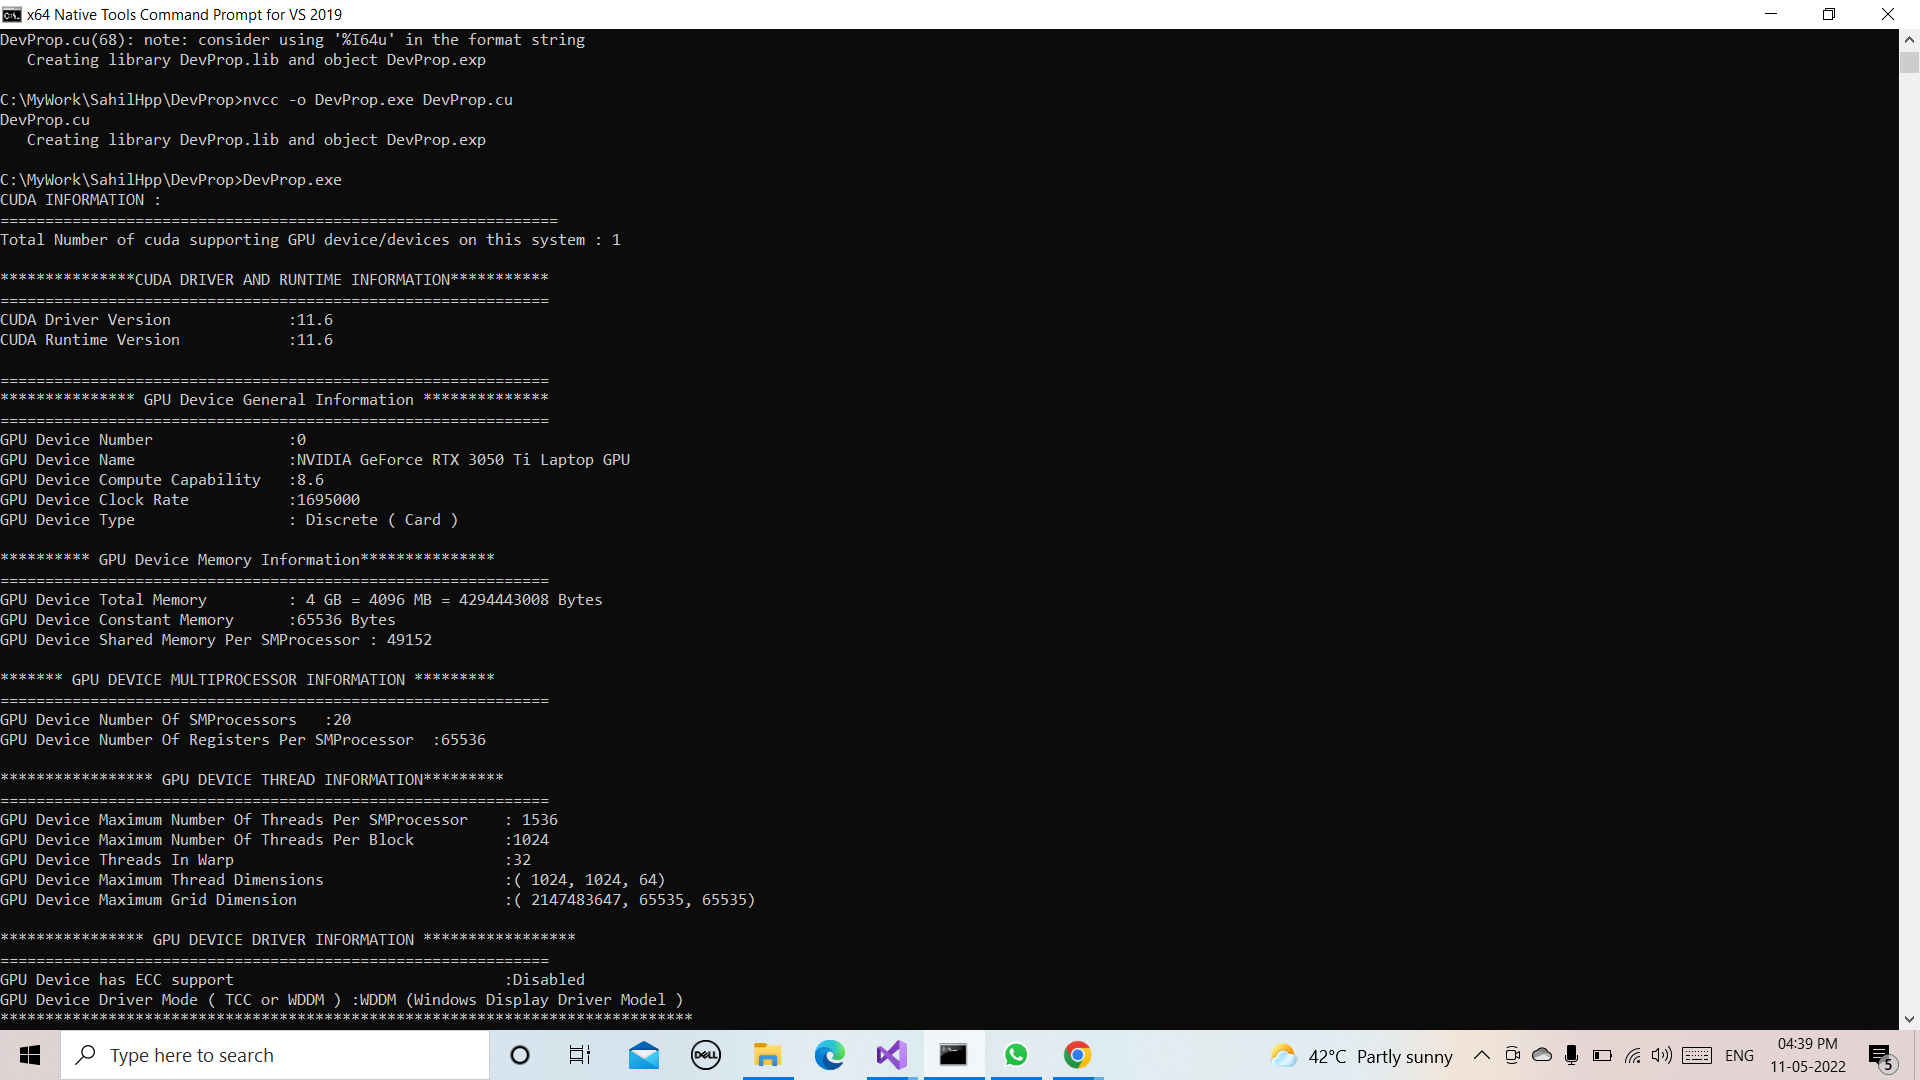 x64 Native Tools Command Prompt for VS 2019
DevProp.cu(68): note: consider using '%I64u' in the format string
   Creating library DevProp.lib and object DevProp.exp
C:\MyWork\SahilHpp\DevProp>nvcc -o DevProp.exe DevProp.cu
DevProp.cu
   Creating library DevProp.lib and object DevProp.exp
C:\MyWork\SahilHpp\DevProp>DevProp.exe
CUDA INFORMATION :
==============================================================
Total Number of cuda supporting GPU device/devices on this system : 1
***************CUDA DRIVER AND RUNTIME INFORMATION***********
=============================================================
CUDA Driver Version             :11.6
CUDA Runtime Version            :11.6
=============================================================
*************** GPU Device General Information **************
=============================================================
GPU Device Number               :0
GPU Device Name                 :NVIDIA GeForce RTX 3050 Ti Laptop GPU
GPU Device Compute Capability   :8.6
GPU Device Clock Rate           :1695000
GPU Device Type                 : Discrete ( Card )
********** GPU Device Memory Information***************
=============================================================
GPU Device Total Memory         : 4 GB = 4096 MB = 4294443008 Bytes
GPU Device Constant Memory      :65536 Bytes
GPU Device Shared Memory Per SMProcessor : 49152
******* GPU DEVICE MULTIPROCESSOR INFORMATION *********
=============================================================
GPU Device Number Of SMProcessors   :20
GPU Device Number Of Registers Per SMProcessor  :65536
***************** GPU DEVICE THREAD INFORMATION*********
=============================================================
GPU Device Maximum Number Of Threads Per SMProcessor    : 1536
GPU Device Maximum Number Of Threads Per Block          :1024
GPU Device Threads In Warp                              :32
GPU Device Maximum Thread Dimensions                    :( 1024, 1024, 64)
GPU Device Maximum Grid Dimension                       :( 2147483647, 65535, 65535)
**************** GPU DEVICE DRIVER INFORMATION *****************
=============================================================
GPU Device has ECC support                              :Disabled
GPU Device Driver Mode ( TCC or WDDM ) :WDDM (Windows Display Driver Model )
*****************************************************************************
Type here to search
DELL
42°C Partly sunny
ENG
04:39 PM
11-05-2022
5